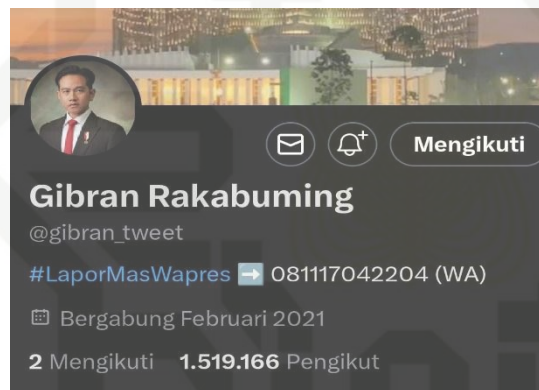 Mengikuti
Gibran Rakabuming
@gibran_tweet
#LaporMasWapres ➡ 081117042204 (WA)
Bergabung Februari 2021
2 Mengikuti 1.519.166 Pengikut